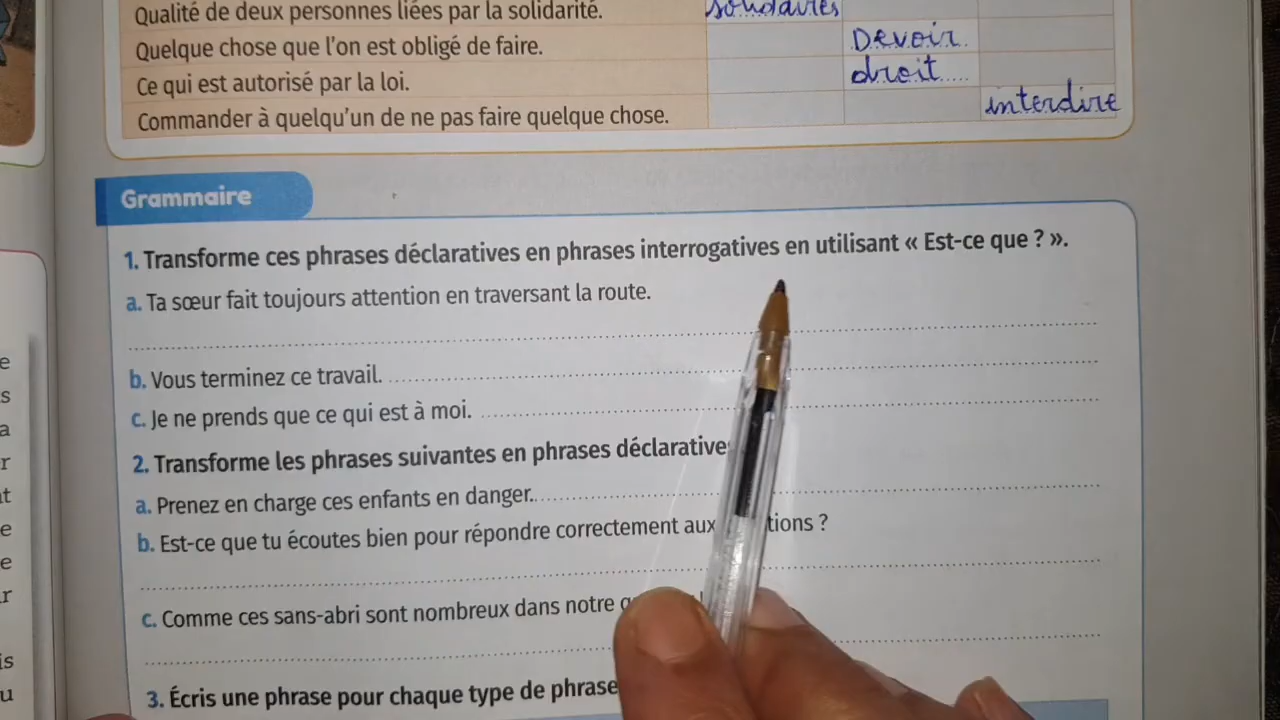 Qualité de deux personnes liées par la solidarité. solidaires
Quelque chose que l'on est obligé de faire. Devoir
Ce qui est autorisé par la loi. droit
Commander à quelqu'un de ne pas faire quelque chose. interdire
Grammaire
1. Transforme ces phrases déclaratives en phrases interrogatives en utilisant « Est-ce que ? ».
a. Ta sœur fait toujours attention en traversant la route.
b. Vous terminez ce travail.
c. Je ne prends que ce qui est à moi.
2. Transforme les phrases suivantes en phrases
a. Prenez en charge ces enfants en danger.
b. Est-ce que tu écoutes bien pour répondre correctement aux ?
c. Comme ces sans-abri sont nombreux dans notre
3. Écris une phrase pour chaque type de phrase